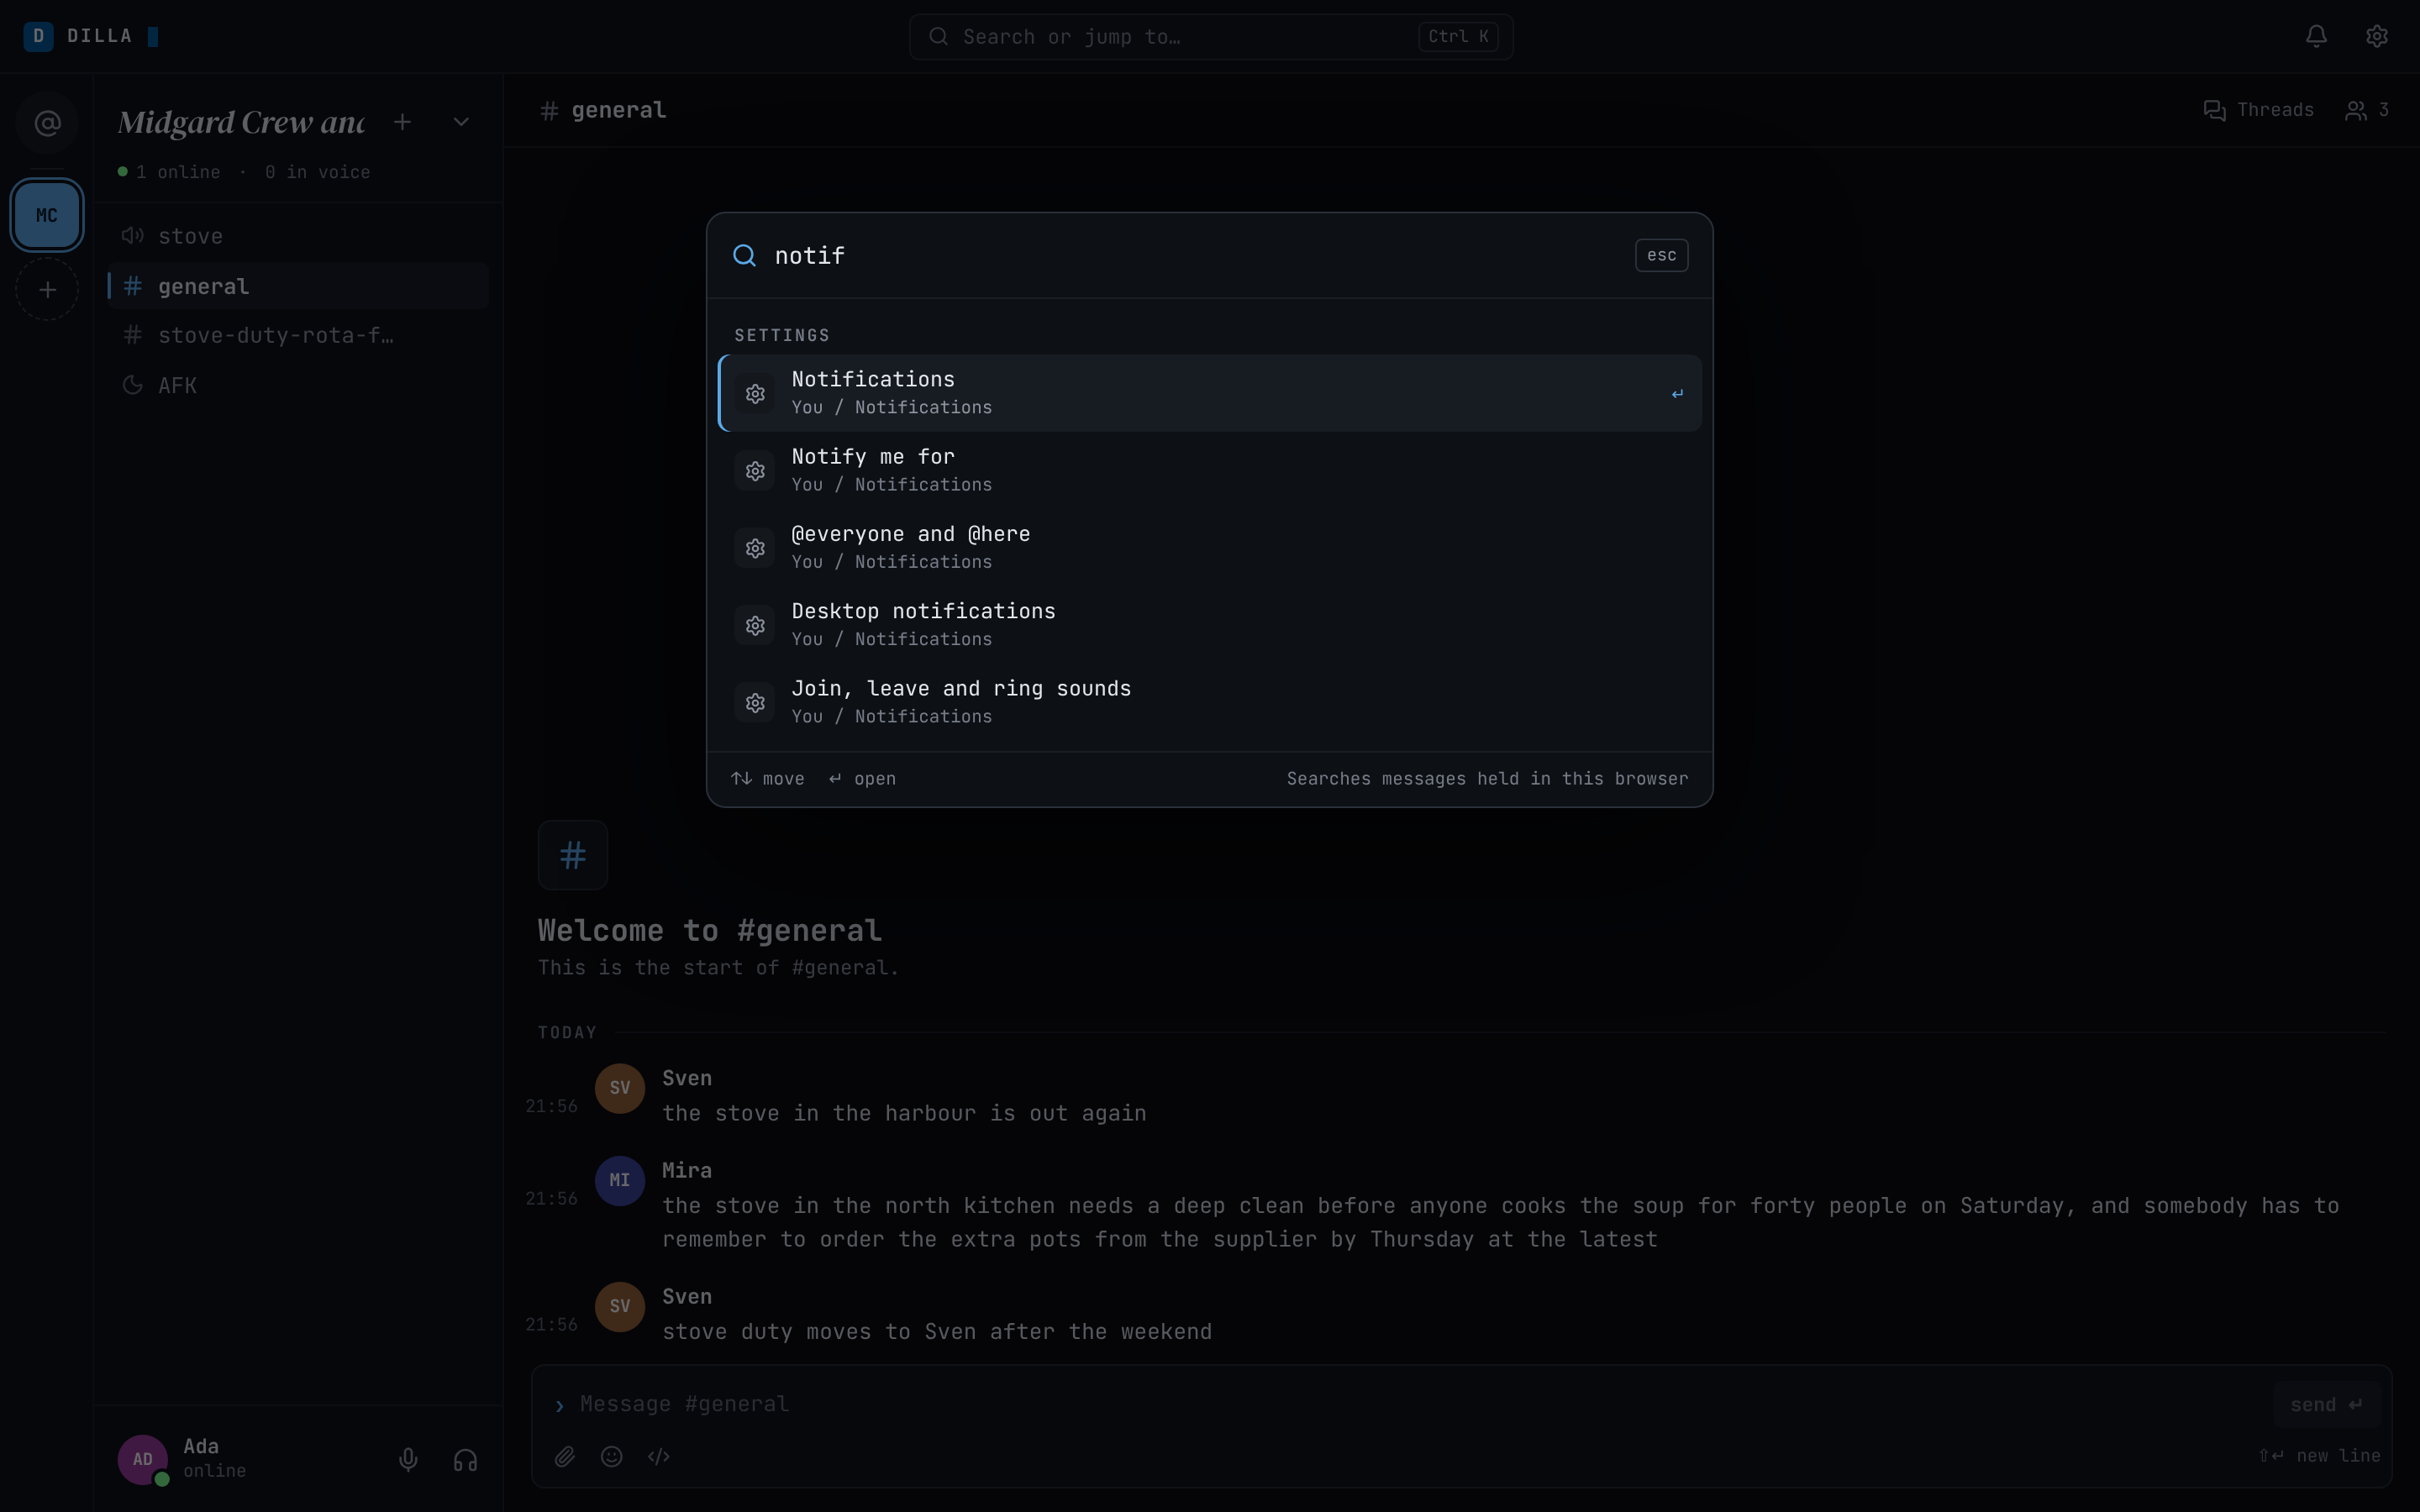 D DILLA
Search or jump to…
Ctrl K
Midgard Crew and
1 online · 0 in voice
MC
stove
general
stove-duty-rota-f…
AFK
# general
Threads
3
notif
esc
SETTINGS
Notifications
You / Notifications
Notify me for
You / Notifications
@everyone and @here
You / Notifications
Desktop notifications
You / Notifications
Join, leave and ring sounds
You / Notifications
↑↓ move ↵ open
Searches messages held in this browser
#
Welcome to #general
This is the start of #general.
TODAY
SV Sven
21:56 the stove in the harbour is out again
MI Mira
21:56 the stove in the north kitchen needs a deep clean before anyone cooks the soup for forty people on Saturday, and somebody has to
remember to order the extra pots from the supplier by Thursday at the latest
SV Sven
21:56 stove duty moves to Sven after the weekend
› Message #general
send ↵
⇧↵ new line
AD Ada
online